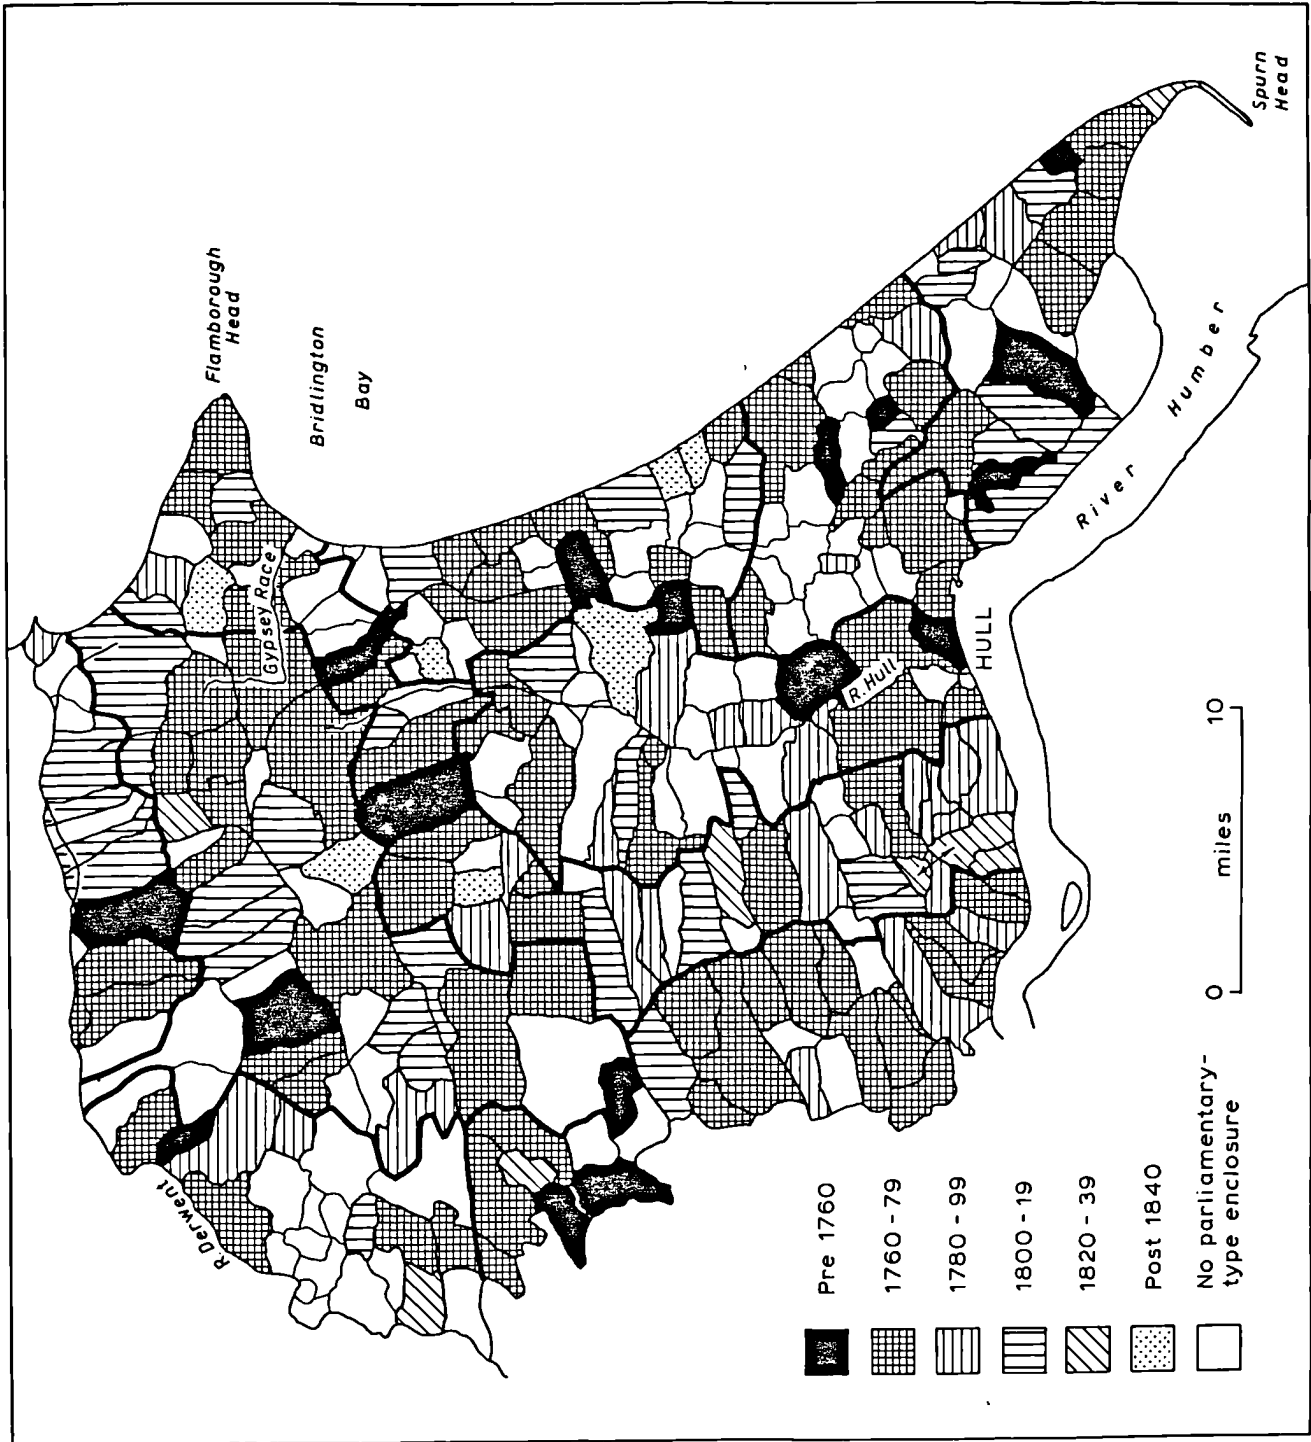 Flamborough
Head
Bridlington
Bay
Gypsey Race
R. Derwent
R. Hull
HULL
River Humber
Spurn
Head
0 10
miles
Pre 1760
1760 - 79
1780 - 99
1800 - 19
1820 - 39
Post 1840
No parliamentary-
type enclosure